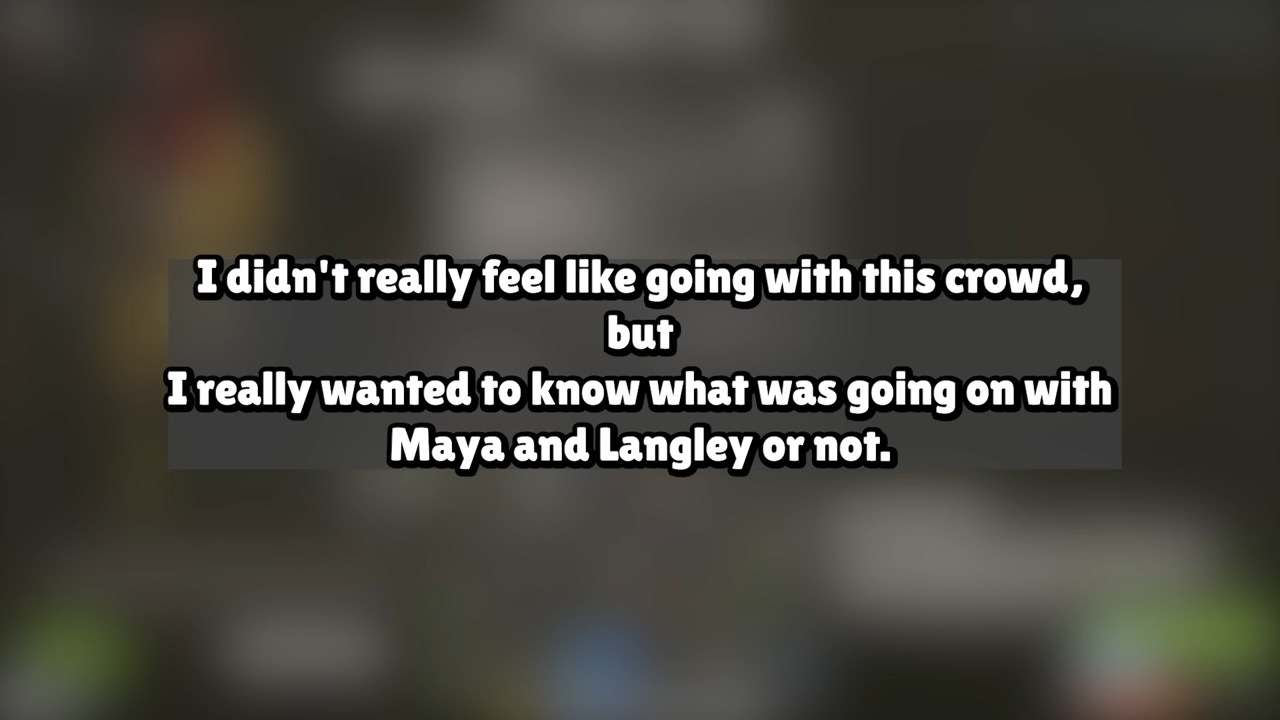 I didn't really feel like going with this crowd,
but
I really wanted to know what was going on with
Maya and Langley or not.